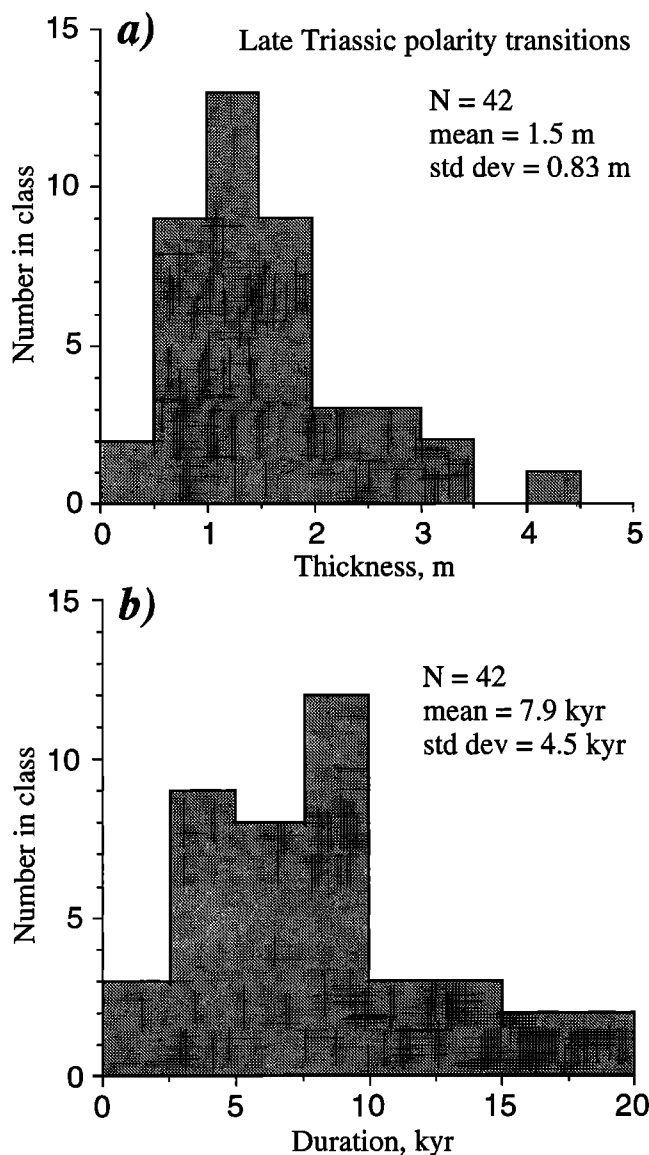 a)
Late Triassic polarity transitions
N = 42
mean = 1.5 m
std dev = 0.83 m
15
10
5
0
Number in class
0 1 2 3 4 5
Thickness, m
b)
N = 42
mean = 7.9 kyr
std dev = 4.5 kyr
15
10
5
0
Number in class
0 5 10 15 20
Duration, kyr